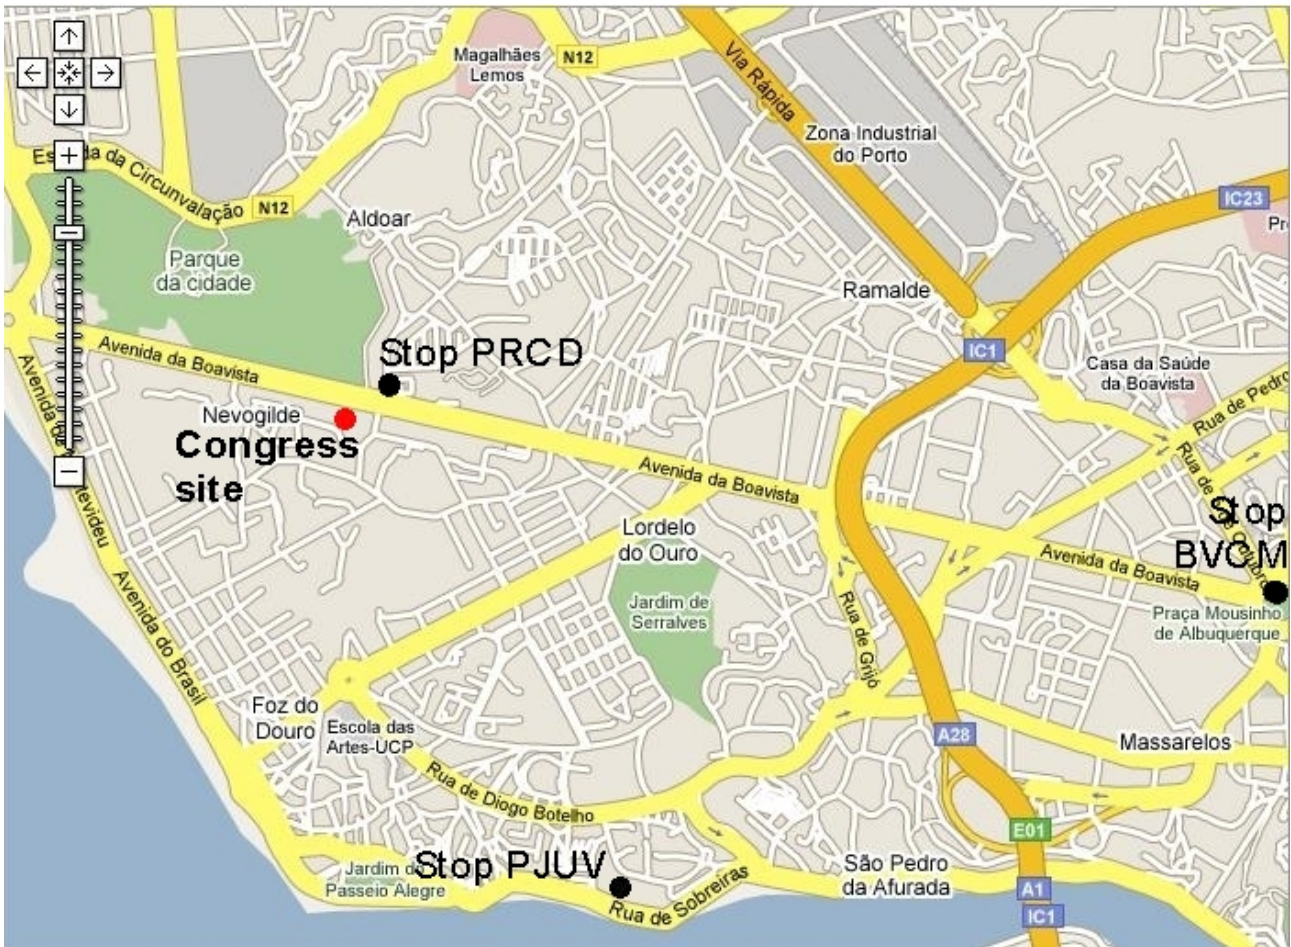 Magalhães
Lemos
N12
Via Rápida
Zona Industrial
do Porto
IC23
Estrada da Circunvalação
N12
Aldoar
Parque
da cidade
Ramalde
IC1
Casa da Saúde
da Boavista
Rua de Pedro
Avenida da Boavista
Stop PRCD
Nevogilde
Congress
site
Avenida da Boavista
Lordelo
do Ouro
Stop
BVCM
Avenida da Boavista
Jardim de
Serralves
Rua de Grijó
Praça Mousinho
de Albuquerque
Avenida do Brasil
Foz do
Douro
Escola das
Artes-UCP
A28
Massarelos
Rua de Diogo Botelho
E01
Stop PJUV
São Pedro
da Afurada
Jardim do
Passeio Alegre
Rua de Sobreiras
A1
IC1